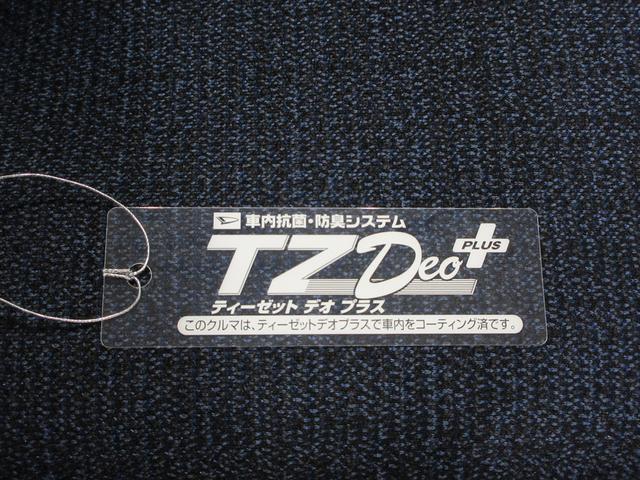 車内抗菌・防臭システム
TZ Deo PLUS
ティーゼット デオ プラス
このクルマは、ティーゼットデオプラスで車内をコーティング済です。